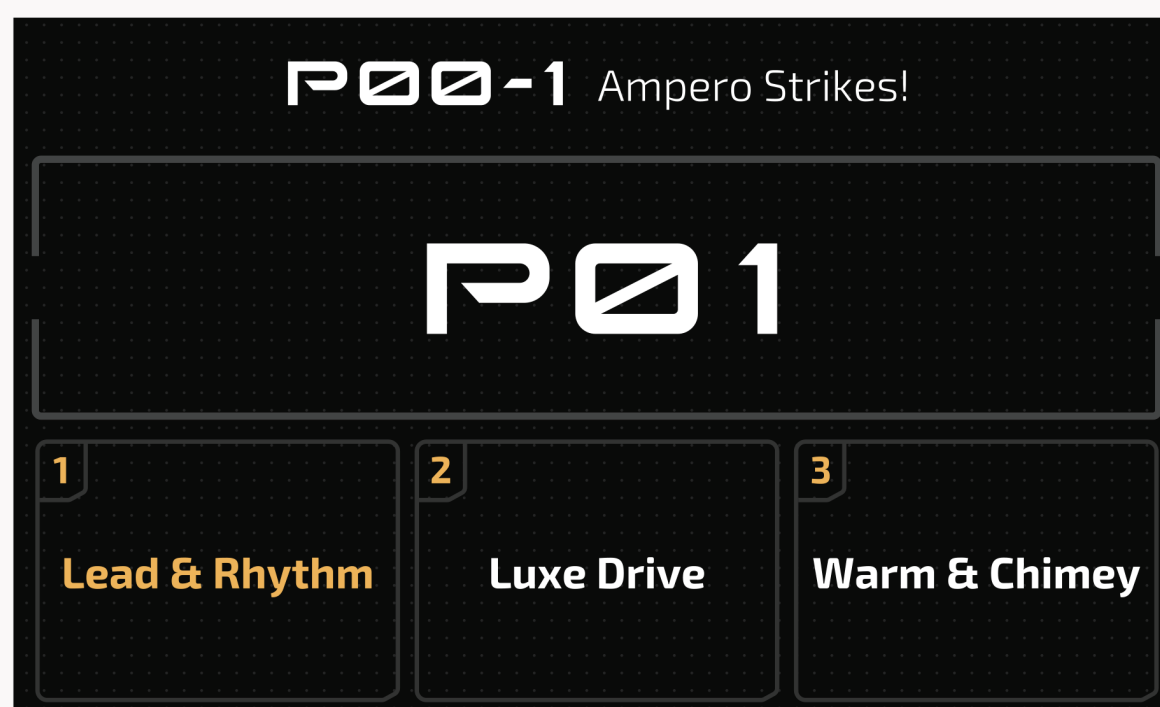 P00-1 Ampero Strikes!
P01
1
Lead & Rhythm
2
Luxe Drive
3
Warm & Chimey